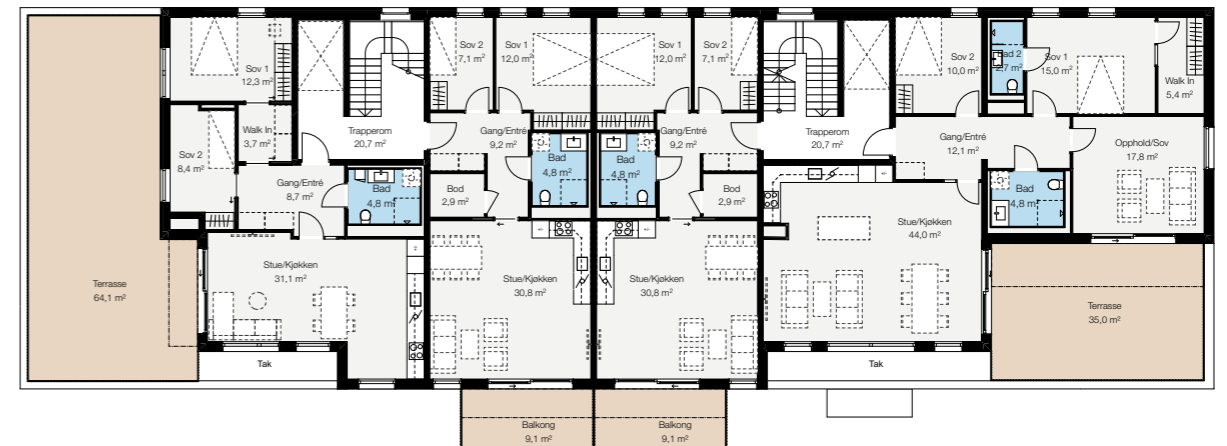 Sov 1
12,3 m²
Sov 2
8,4 m²
Walk In
3,7 m²
Gang/Entré
8,7 m²
Bad
4,8 m²
Trapperom
20,7 m²
Stue/Kjøkken
31,1 m²
Terrasse
64,1 m²
Tak
Sov 2
7,1 m²
Sov 1
12,0 m²
Gang/Entré
9,2 m²
Bad
4,8 m²
Bod
2,9 m²
Stue/Kjøkken
30,8 m²
Balkong
9,1 m²
Sov 1
12,0 m²
Sov 2
7,1 m²
Gang/Entré
9,2 m²
Bad
4,8 m²
Bod
2,9 m²
Stue/Kjøkken
30,8 m²
Balkong
9,1 m²
Trapperom
20,7 m²
Sov 2
10,0 m²
Bad 2
2,7 m²
Sov 1
15,0 m²
Walk In
5,4 m²
Gang/Entré
12,1 m²
Opphold/Sov
17,8 m²
Bad
4,8 m²
Stue/Kjøkken
44,0 m²
Tak
Terrasse
35,0 m²